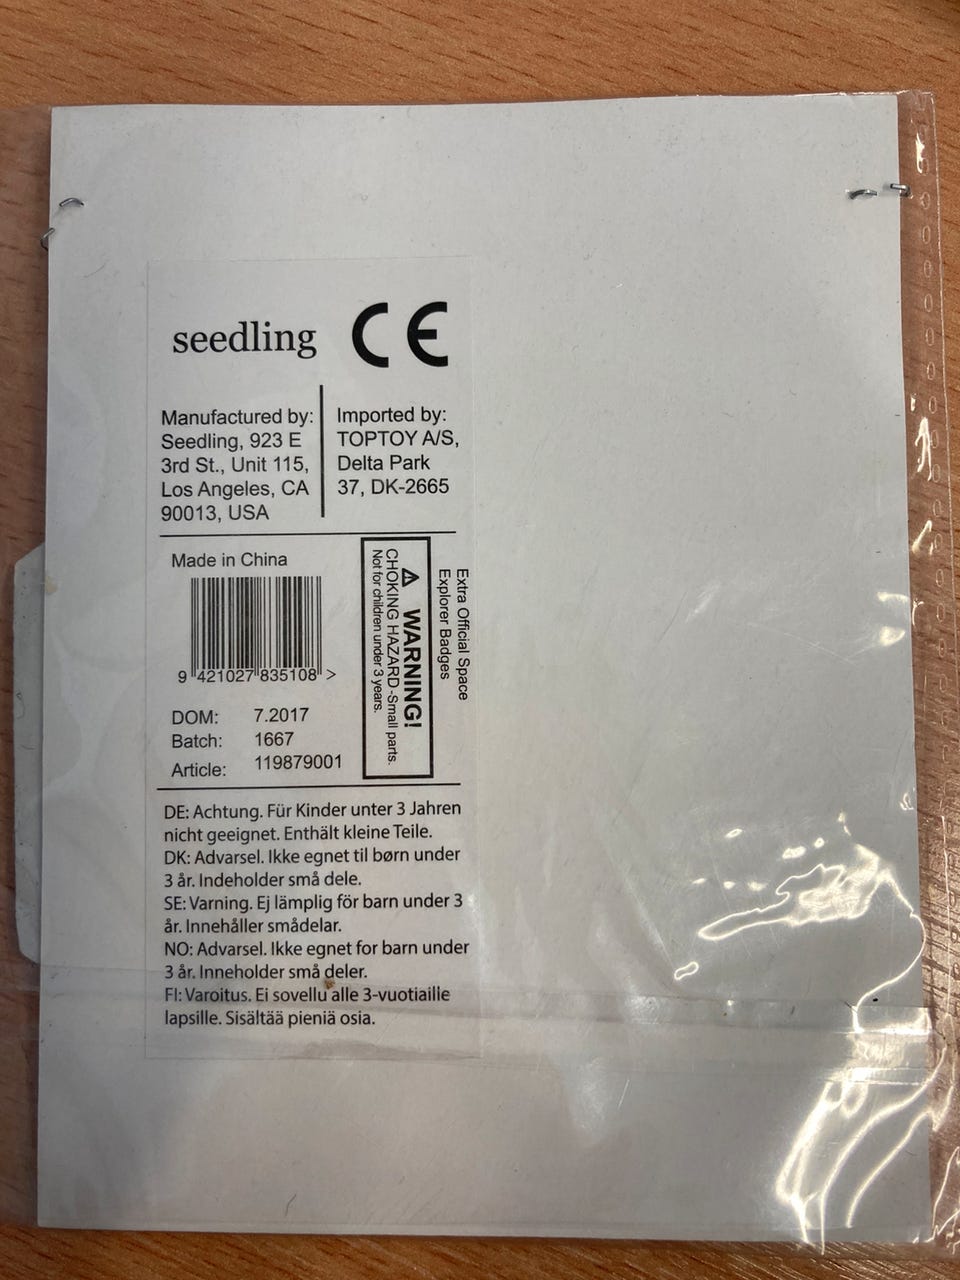 seedling CE
Manufactured by:
Seedling, 923 E
3rd St., Unit 115,
Los Angeles, CA
90013, USA
Imported by:
TOPTOY A/S,
Delta Park
37, DK-2665
Made in China
9 421027 835108 >
DOM: 7.2017
Batch: 1667
Article: 119879001
Extra Official Space
Explorer Badges
⚠ WARNING!
CHOKING HAZARD -Small parts.
Not for children under 3 years.
DE: Achtung. Für Kinder unter 3 Jahren
nicht geeignet. Enthält kleine Teile.
DK: Advarsel. Ikke egnet til børn under
3 år. Indeholder små dele.
SE: Varning. Ej lämplig för barn under 3
år. Innehåller smådelar.
NO: Advarsel. Ikke egnet for barn under
3 år. Inneholder små deler.
FI: Varoitus. Ei sovellu alle 3-vuotiaille
lapsille. Sisältää pieniä osia.